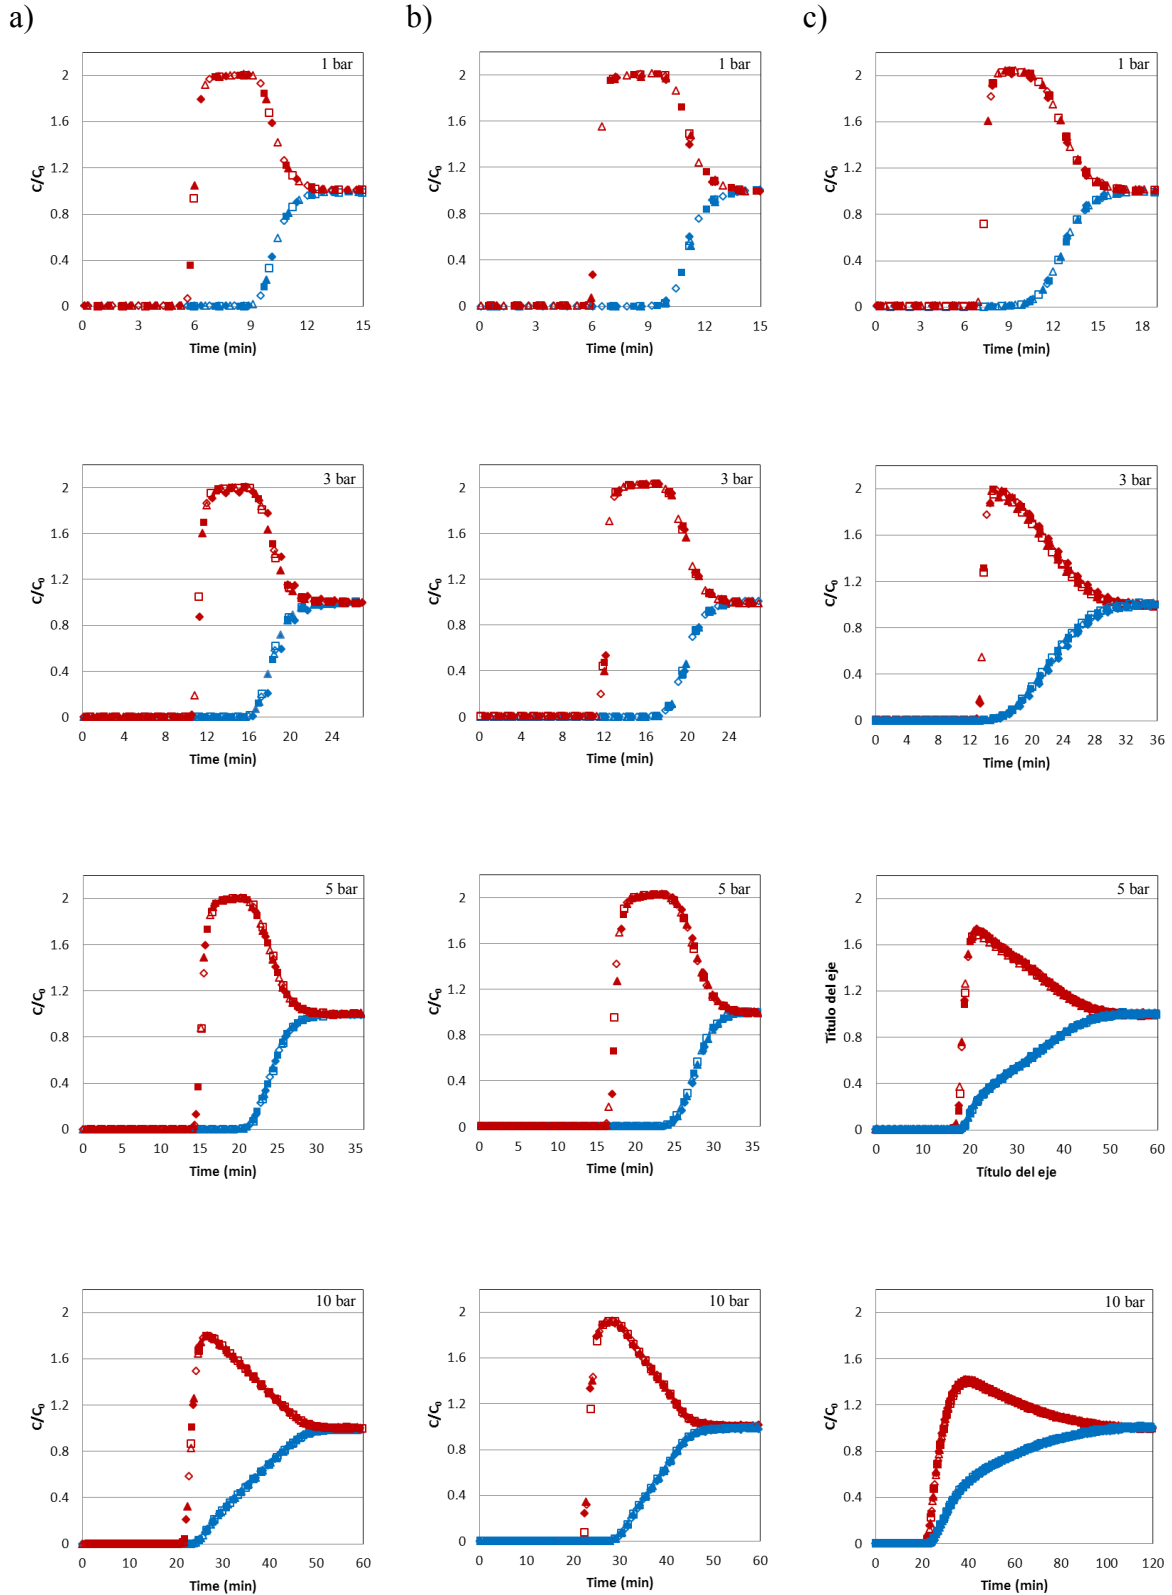 a) b) c)
1 bar
2
1.6
1.2
0.8
0.4
0
C/C₀
0 3 6 9 12 15
Time (min)
1 bar
2
1.6
1.2
0.8
0.4
0
0 3 6 9 12 15
Time (min)
1 bar
2
1.6
1.2
0.8
0.4
0
C/C₀
0 3 6 9 12 15 18
Time (min)
3 bar
2
1.6
1.2
0.8
0.4
0
C/C₀
0 4 8 12 16 20 24
Time (min)
3 bar
2
1.6
1.2
0.8
0.4
0
C/C₀
0 4 8 12 16 20 24
Time (min)
3 bar
2
1.6
1.2
0.8
0.4
0
C/C₀
0 4 8 12 16 20 24 28 32 36
Time (min)
5 bar
2
1.6
1.2
0.8
0.4
0
C/C₀
0 5 10 15 20 25 30 35
Time (min)
5 bar
2
1.6
1.2
0.8
0.4
0
C/C₀
0 5 10 15 20 25 30 35
Time (min)
5 bar
2
1.6
1.2
0.8
0.4
0
Título del eje
0 10 20 30 40 50 60
Título del eje
10 bar
2
1.6
1.2
0.8
0.4
0
C/C₀
0 10 20 30 40 50 60
Time (min)
10 bar
2
1.6
1.2
0.8
0.4
0
C/C₀
0 10 20 30 40 50 60
Time (min)
10 bar
2
1.6
1.2
0.8
0.4
0
C/C₀
0 20 40 60 80 100 120
Time (min)